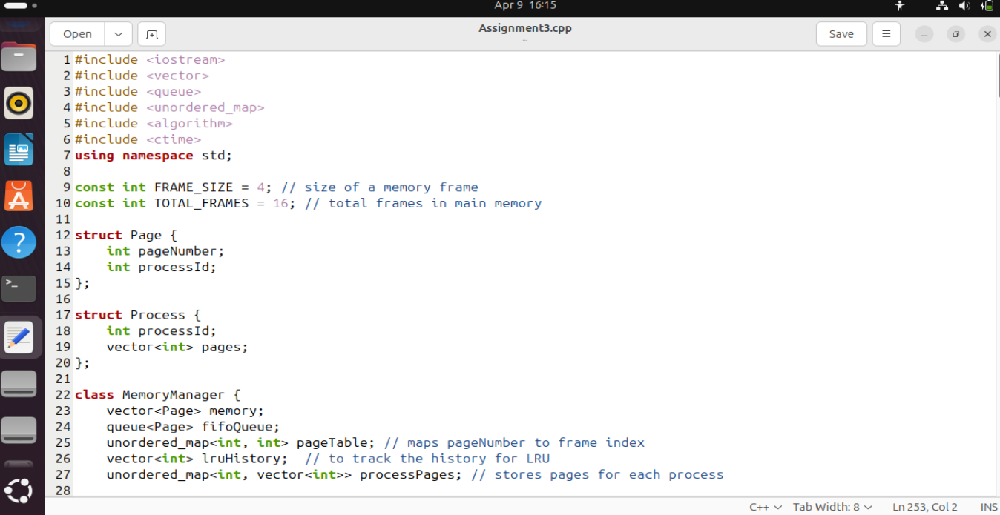 Apr 9 16:15
Open
Assignment3.cpp
~
Save
1 #include <iostream>
2 #include <vector>
3 #include <queue>
4 #include <unordered_map>
5 #include <algorithm>
6 #include <ctime>
7 using namespace std;
8
9 const int FRAME_SIZE = 4; // size of a memory frame
10 const int TOTAL_FRAMES = 16; // total frames in main memory
11
12 struct Page {
13     int pageNumber;
14     int processId;
15 };
16
17 struct Process {
18     int processId;
19     vector<int> pages;
20 };
21
22 class MemoryManager {
23     vector<Page> memory;
24     queue<Page> fifoQueue;
25     unordered_map<int, int> pageTable; // maps pageNumber to frame index
26     vector<int> lruHistory;  // to track the history for LRU
27     unordered_map<int, vector<int>> processPages; // stores pages for each process
28
C++ Tab Width: 8 Ln 253, Col 2 INS